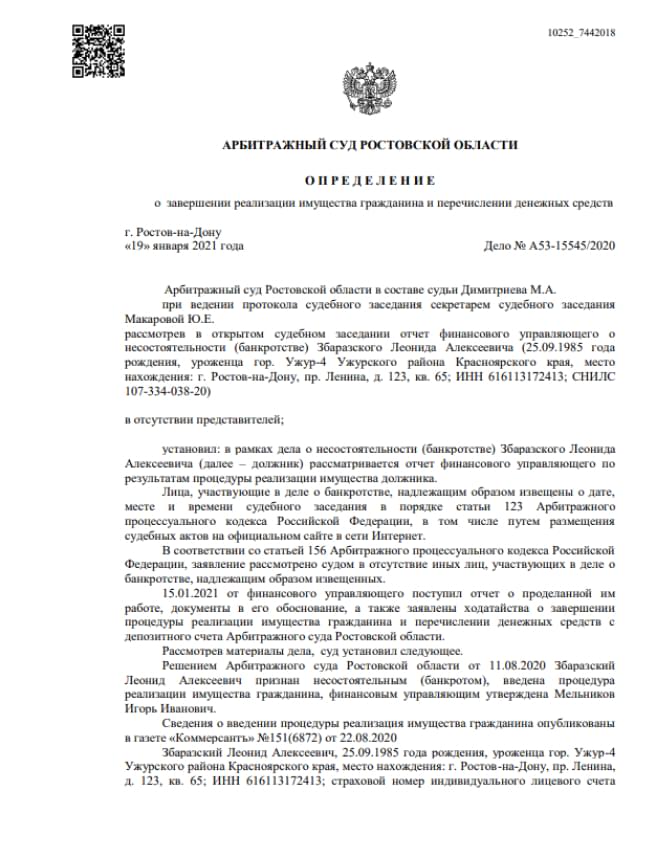 10252_7442018
АРБИТРАЖНЫЙ СУД РОСТОВСКОЙ ОБЛАСТИ
О П Р Е Д Е Л Е Н И Е
о завершении реализации имущества гражданина и перечислении денежных средств
г. Ростов-на-Дону
«19» января 2021 года Дело № А53-15545/2020
Арбитражный суд Ростовской области в составе судьи Димитриева М.А.
при ведении протокола судебного заседания секретарем судебного заседания
Макаровой Ю.Е.
рассмотрев в открытом судебном заседании отчет финансового управляющего о
несостоятельности (банкротстве) Збаразского Леонида Алексеевича (25.09.1985 года
рождения, уроженца гор. Ужур-4 Ужурского района Красноярского края, место
нахождения: г. Ростов-на-Дону, пр. Ленина, д. 123, кв. 65; ИНН 616113172413; СНИЛС
107-334-038-20)
в отсутствии представителей;
установил: в рамках дела о несостоятельности (банкротстве) Збаразского Леонида
Алексеевича (далее – должник) рассматривается отчет финансового управляющего по
результатам процедуры реализации имущества должника.
Лица, участвующие в деле о банкротстве, надлежащим образом извещены о дате,
месте и времени судебного заседания в порядке статьи 123 Арбитражного
процессуального кодекса Российской Федерации, в том числе путем размещения
судебных актов на официальном сайте в сети Интернет.
В соответствии со статьей 156 Арбитражного процессуального кодекса Российской
Федерации, заявление рассмотрено судом в отсутствие иных лиц, участвующих в деле о
банкротстве, надлежащим образом извещенных.
15.01.2021 от финансового управляющего поступил отчет о проделанной им
работе, документы в его обоснование, а также заявлены ходатайства о завершении
процедуры реализации имущества гражданина и перечислении денежных средств с
депозитного счета Арбитражного суда Ростовской области.
Рассмотрев материалы дела, суд установил следующее.
Решением Арбитражного суда Ростовской области от 11.08.2020 Збаразский
Леонид Алексеевич признан несостоятельным (банкротом), введена процедура
реализации имущества гражданина, финансовым управляющим утверждена Мельников
Игорь Иванович.
Сведения о введении процедуры реализация имущества гражданина опубликованы
в газете «Коммерсантъ» №151(6872) от 22.08.2020
Збаразский Леонид Алексеевич, 25.09.1985 года рождения, уроженца гор. Ужур-4
Ужурского района Красноярского края, место нахождения: г. Ростов-на-Дону, пр. Ленина,
д. 123, кв. 65; ИНН 616113172413; страховой номер индивидуального лицевого счета